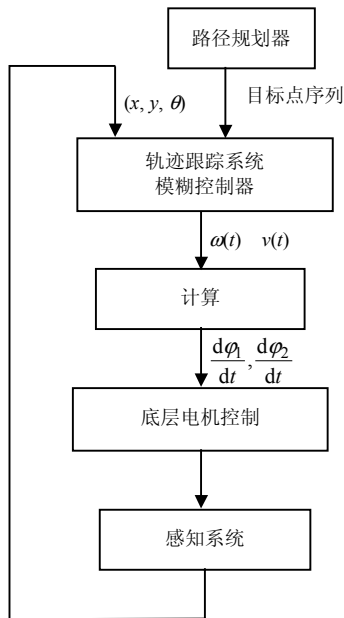 路径规划器
(x, y, θ)
目标点序列
轨迹跟踪系统
模糊控制器
ω(t) v(t)
计算
dφ₁/dt, dφ₂/dt
底层电机控制
感知系统